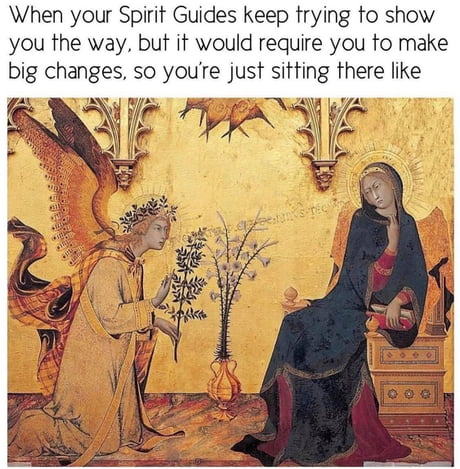 When your Spirit Guides keep trying to show
you the way, but it would require you to make
big changes, so you're just sitting there like